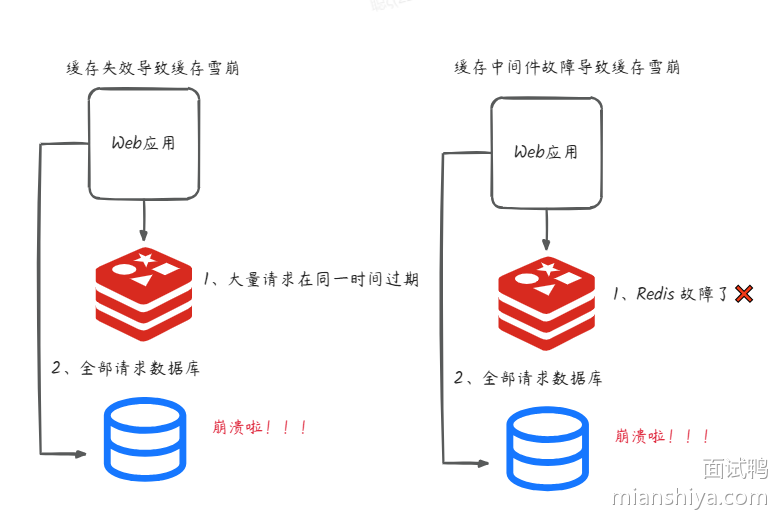 缓存失效导致缓存雪崩
Web应用
1、大量请求在同一时间过期
2、全部请求数据库
崩溃啦！！！
缓存中间件故障导致缓存雪崩
Web应用
1、Redis 故障了
2、全部请求数据库
崩溃啦！！！
面试鸭
mianshiya.com